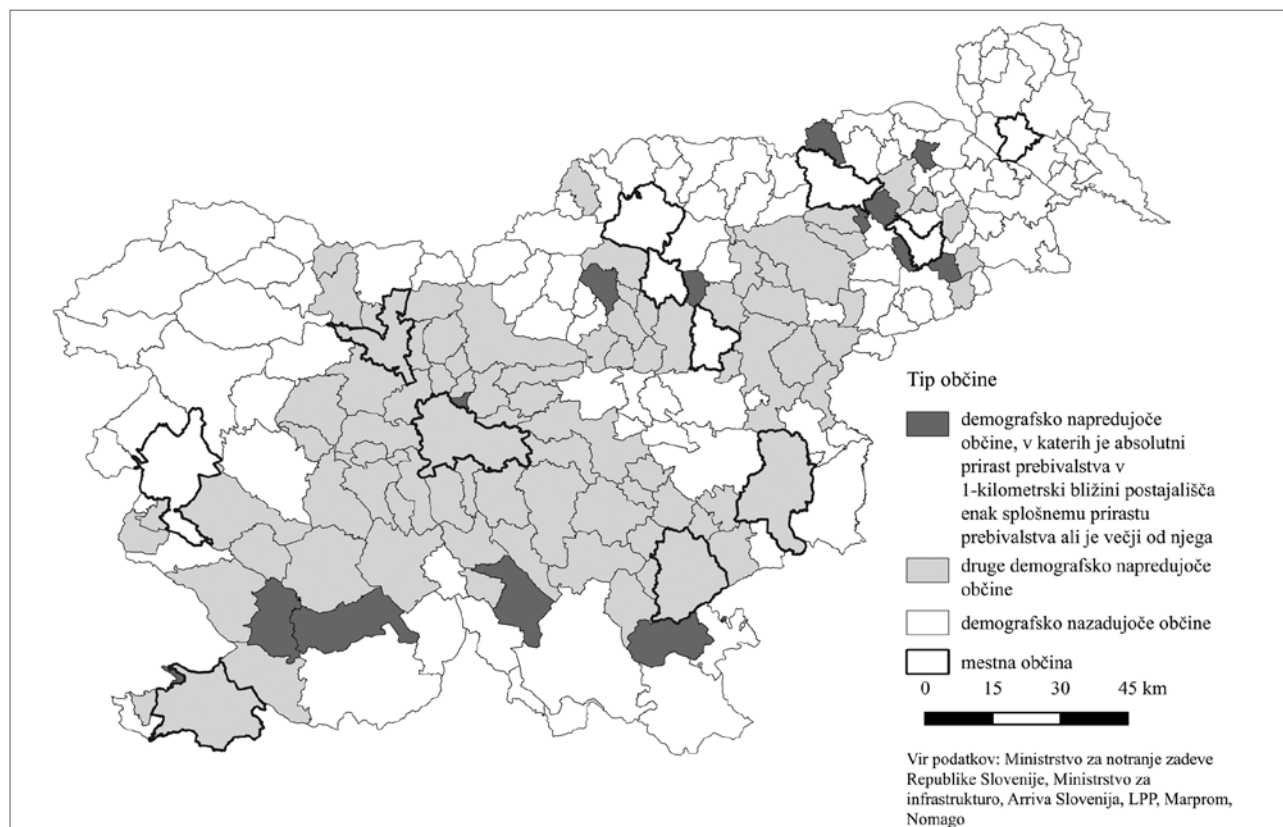 Tip občine
demografsko napredujoče
občine, v katerih je absolutni
prirast prebivalstva v
1-kilometrski bližini postajališča
enak splošnemu prirastu
prebivalstva ali je večji od njega
druge demografsko napredujoče
občine
demografsko nazadujoče občine
mestna občina
0 15 30 45 km
Vir podatkov: Ministrstvo za notranje zadeve
Republike Slovenije, Ministrstvo za
infrastrukturo, Arriva Slovenija, LPP, Marprom,
Nomago